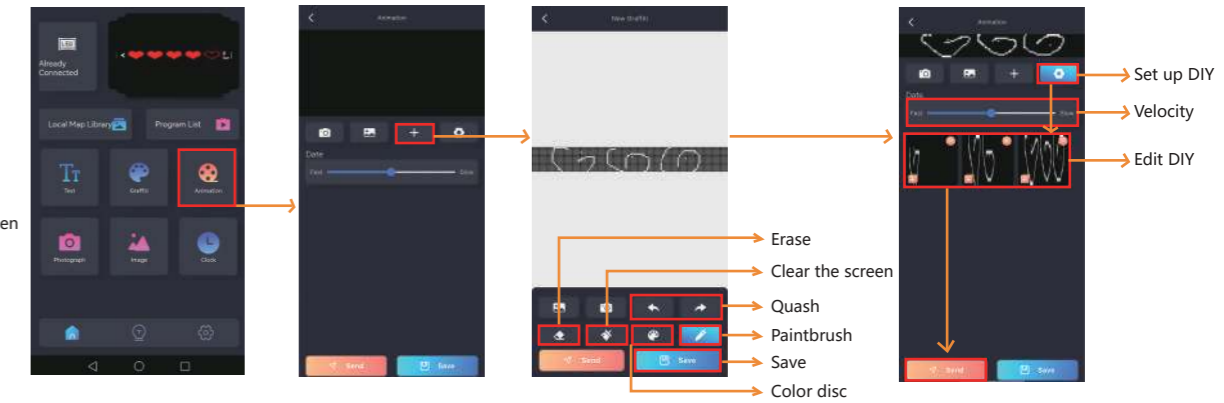 en
LED
Already
Connected
Local Map Library
Program List
Text
Graffiti
Animation
Photograph
Image
Clock
Animation
Date
Fast
Slow
Send
Save
New Graffiti
Send
Save
Erase
Clear the screen
Quash
Paintbrush
Save
Color disc
Animation
Date
Fast
Slow
Send
Save
Set up DIY
Velocity
Edit DIY